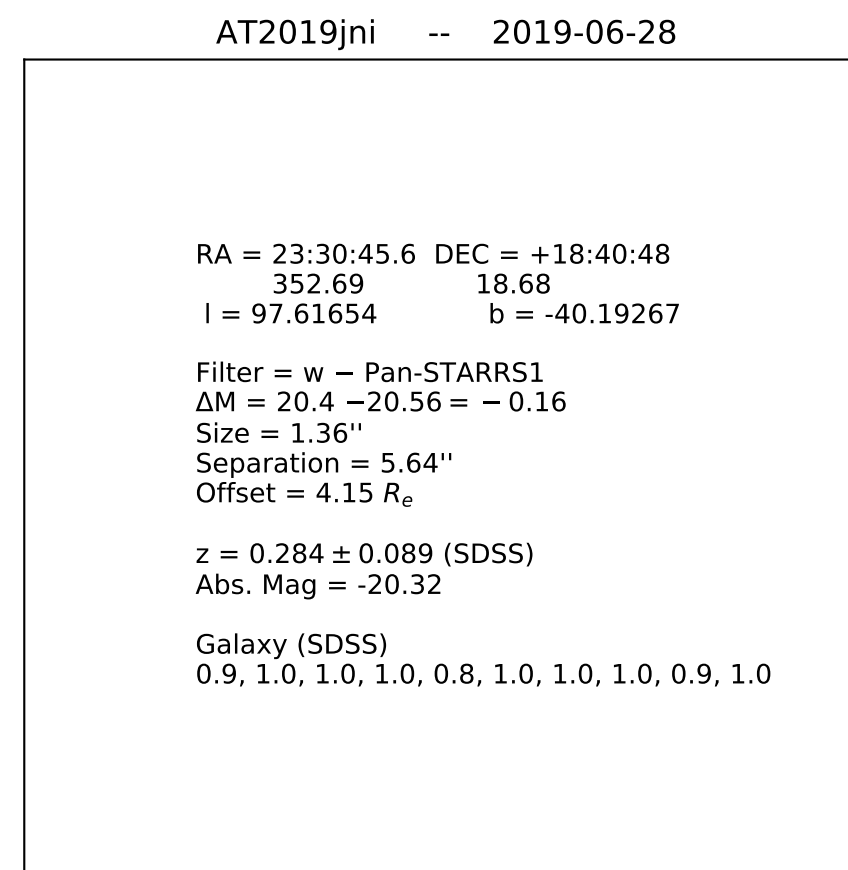 AT2019jni -- 2019-06-28
RA = 23:30:45.6 DEC = +18:40:48
352.69 18.68
l = 97.61654 b = -40.19267
Filter = w − Pan-STARRS1
ΔM = 20.4 −20.56 = − 0.16
Size = 1.36''
Separation = 5.64''
Offset = 4.15 Re
z = 0.284 ± 0.089 (SDSS)
Abs. Mag = -20.32
Galaxy (SDSS)
0.9, 1.0, 1.0, 1.0, 0.8, 1.0, 1.0, 1.0, 0.9, 1.0